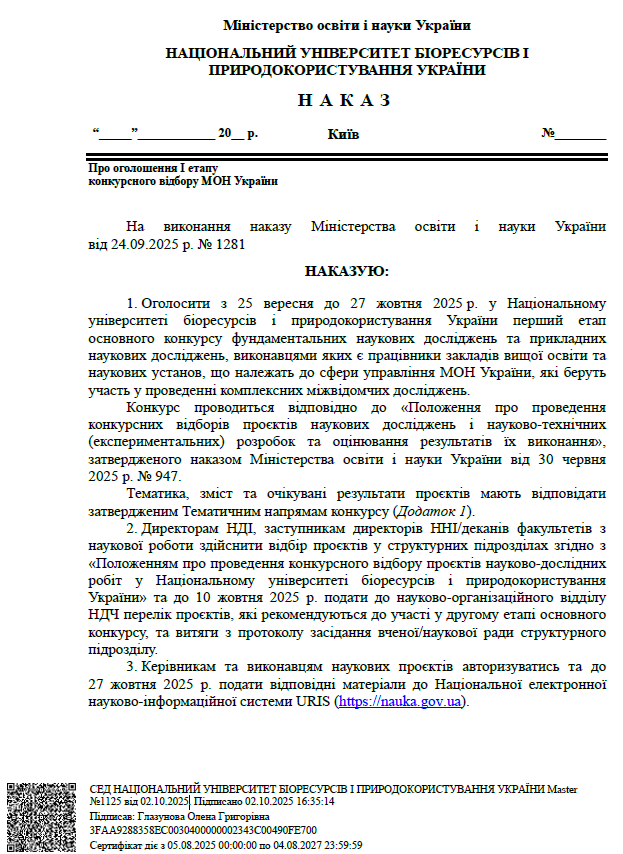 Міністерство освіти і науки України
НАЦІОНАЛЬНИЙ УНІВЕРСИТЕТ БІОРЕСУРСІВ І
ПРИРОДОКОРИСТУВАННЯ УКРАЇНИ
Н А К А З
“_____”____________ 20__ р. Київ №________
Про оголошення І етапу
конкурсного відбору МОН України
На виконання наказу Міністерства освіти і науки України
від 24.09.2025 р. № 1281
НАКАЗУЮ:
1. Оголосити з 25 вересня до 27 жовтня 2025 р. у Національному
університеті біоресурсів і природокористування України перший етап
основного конкурсу фундаментальних наукових досліджень та прикладних
наукових досліджень, виконавцями яких є працівники закладів вищої освіти та
наукових установ, що належать до сфери управління МОН України, які беруть
участь у проведенні комплексних міжвідомчих досліджень.
Конкурс проводиться відповідно до «Положення про проведення
конкурсних відборів проєктів наукових досліджень і науково-технічних
(експериментальних) розробок та оцінювання результатів їх виконання»,
затвердженого наказом Міністерства освіти і науки України від 30 червня
2025 р. № 947.
Тематика, зміст та очікувані результати проєктів мають відповідати
затвердженим Тематичним напрямам конкурсу (Додаток 1).
2. Директорам НДІ, заступникам директорів ННІ/деканів факультетів з
наукової роботи здійснити відбір проєктів у структурних підрозділах згідно з
«Положенням про проведення конкурсного відбору проєктів науково-дослідних
робіт у Національному університеті біоресурсів і природокористування
України» та до 10 жовтня 2025 р. подати до науково-організаційного відділу
НДЧ перелік проєктів, які рекомендуються до участі у другому етапі основного
конкурсу, та витяги з протоколу засідання вченої/наукової ради структурного
підрозділу.
3. Керівникам та виконавцям наукових проєктів авторизуватись та до
27 жовтня 2025 р. подати відповідні матеріали до Національної електронної
науково-інформаційної системи URIS (https://nauka.gov.ua).
СЕД НАЦІОНАЛЬНИЙ УНІВЕРСИТЕТ БІОРЕСУРСІВ І ПРИРОДОКОРИСТУВАННЯ УКРАЇНИ Master
№1125 від 02.10.2025 Підписано 02.10.2025 16:35:14
Підписав: Глазунова Олена Григорівна
3FAA9288358EC0030400000002343C00490FE700
Сертифікат діє з 05.08.2025 00:00:00 по 04.08.2027 23:59:59